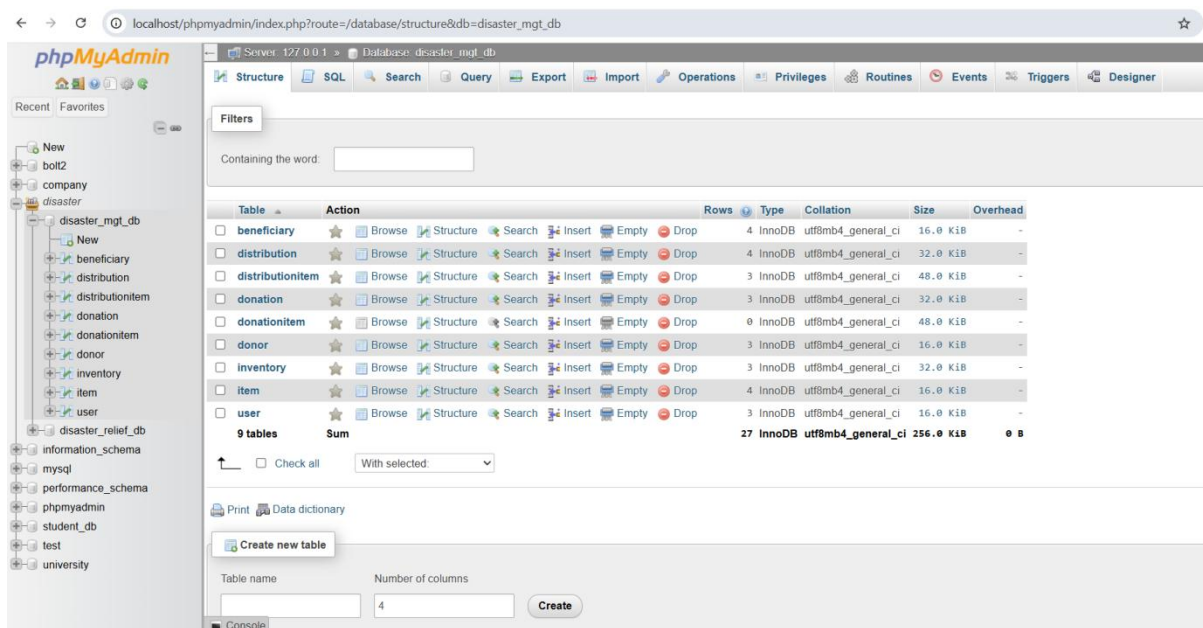 localhost/phpmyadmin/index.php?route=/database/structure&db=disaster_mgt_db
phpMyAdmin
Recent Favorites
New
bolt2
company
disaster
disaster_mgt_db
New
beneficiary
distribution
distributionitem
donation
donationitem
donor
inventory
item
user
disaster_relief_db
information_schema
mysql
performance_schema
phpmyadmin
student_db
test
university
Server: 127.0.0.1 » Database: disaster_mgt_db
Structure SQL Search Query Export Import Operations Privileges Routines Events Triggers Designer
Filters
Containing the word:
Table Action Rows Type Collation Size Overhead
beneficiary Browse Structure Search Insert Empty Drop 4 InnoDB utf8mb4_general_ci 16.0 KiB -
distribution Browse Structure Search Insert Empty Drop 4 InnoDB utf8mb4_general_ci 32.0 KiB -
distributionitem Browse Structure Search Insert Empty Drop 3 InnoDB utf8mb4_general_ci 48.0 KiB -
donation Browse Structure Search Insert Empty Drop 3 InnoDB utf8mb4_general_ci 32.0 KiB -
donationitem Browse Structure Search Insert Empty Drop 0 InnoDB utf8mb4_general_ci 48.0 KiB -
donor Browse Structure Search Insert Empty Drop 3 InnoDB utf8mb4_general_ci 16.0 KiB -
inventory Browse Structure Search Insert Empty Drop 3 InnoDB utf8mb4_general_ci 32.0 KiB -
item Browse Structure Search Insert Empty Drop 4 InnoDB utf8mb4_general_ci 16.0 KiB -
user Browse Structure Search Insert Empty Drop 3 InnoDB utf8mb4_general_ci 16.0 KiB -
9 tables Sum 27 InnoDB utf8mb4_general_ci 256.0 KiB 0 B
Check all With selected:
Print Data dictionary
Create new table
Table name Number of columns
4 Create
Console